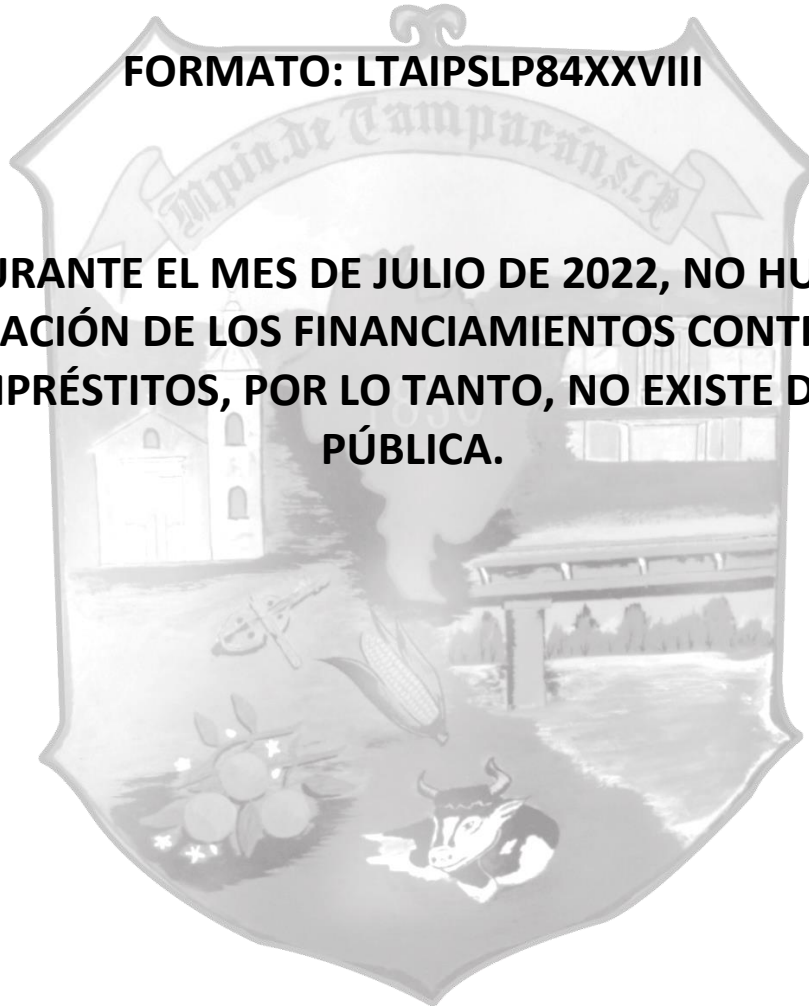 FORMATO: LTAIPSLP84XXVIII
Mpio. de Tampacán, S.L.P.
URANTE EL MES DE JULIO DE 2022, NO HU
ACIÓN DE LOS FINANCIAMIENTOS CONT
PRÉSTITOS, POR LO TANTO, NO EXISTE D
PÚBLICA.